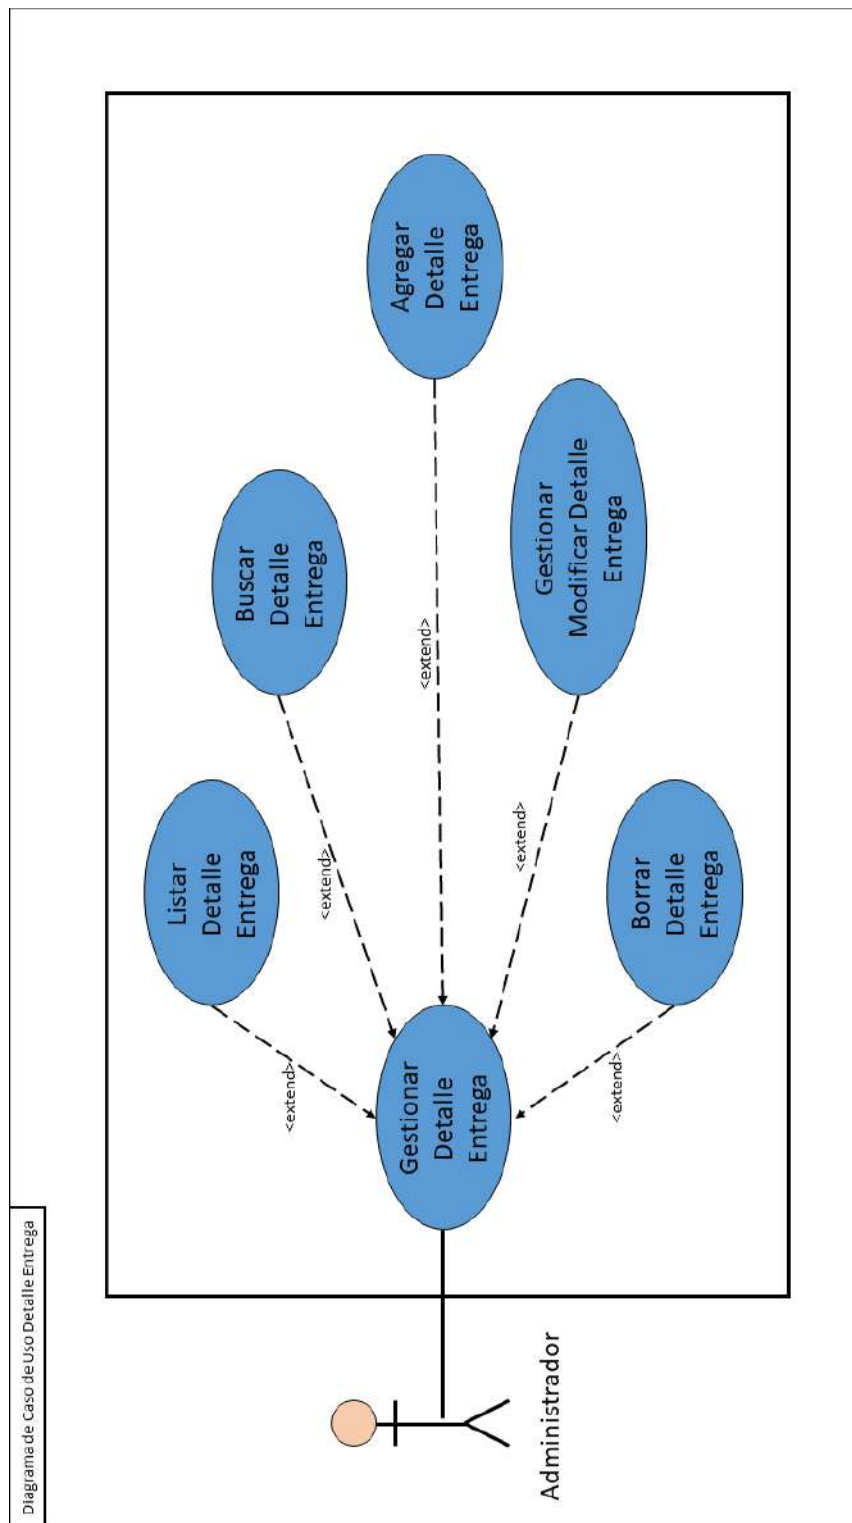 Diagrama de Caso de Uso Detalle Entrega
Listar
Detalle
Entrega
<extend>
Buscar
Detalle
Entrega
<extend>
Agregar
Detalle
Entrega
<extend>
Gestionar
Detalle
Entrega
Gestionar
Modificar Detalle
Entrega
<extend>
Borrar
Detalle
Entrega
<extend>
Administrador